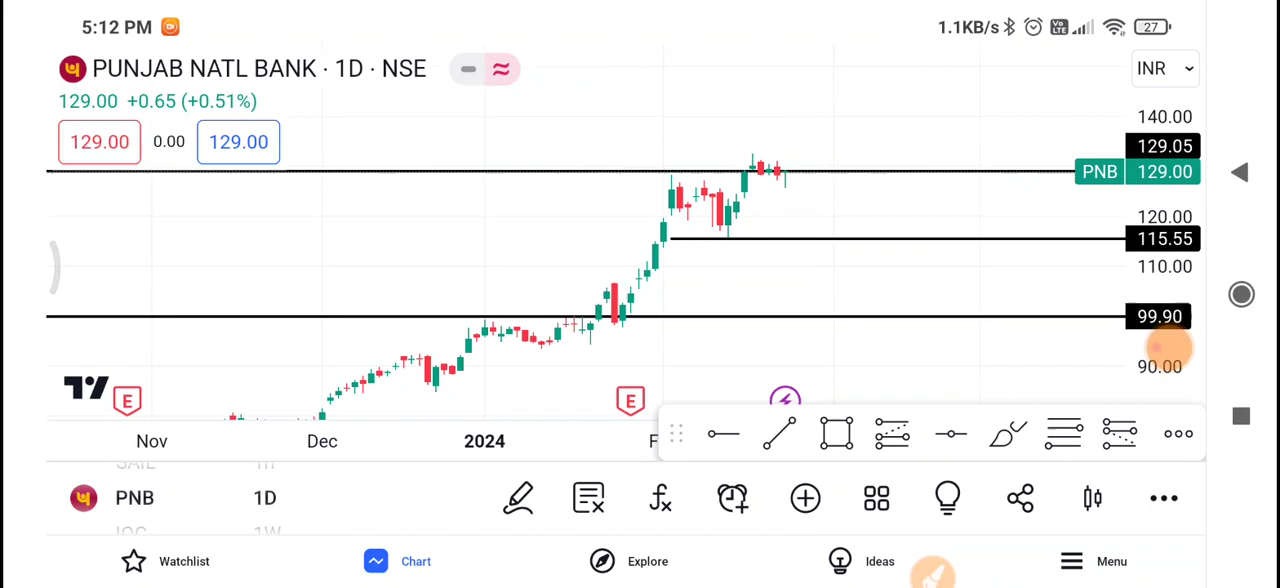 5:12 PM
1.1KB/s
Vo LTE
27
PUNJAB NATL BANK · 1D · NSE
INR
129.00 +0.65 (+0.51%)
129.00 0.00 129.00
140.00
129.05
PNB 129.00
120.00
115.55
110.00
99.90
90.00
E
E
Nov
Dec
2024
F
SAIL
PNB 1D
IOC 1W
Watchlist
Chart
Explore
Ideas
Menu